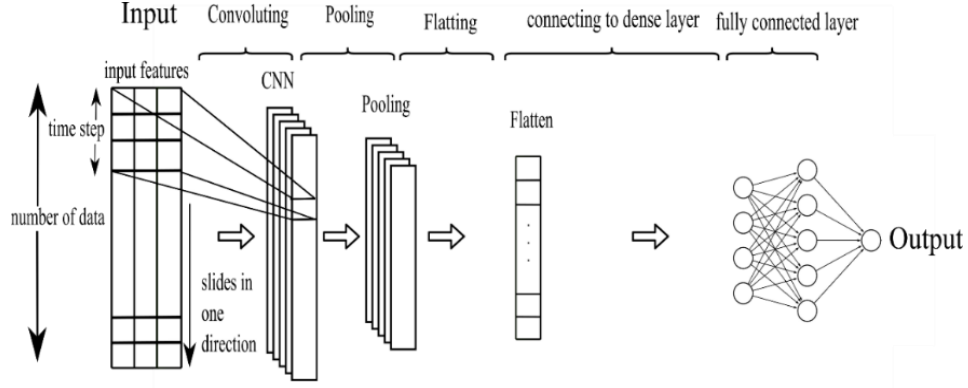 Input
Convoluting
Pooling
Flatting
connecting to dense layer
fully connected layer
input features
CNN
Pooling
Flatten
time step
number of data
slides in
one
direction
Output